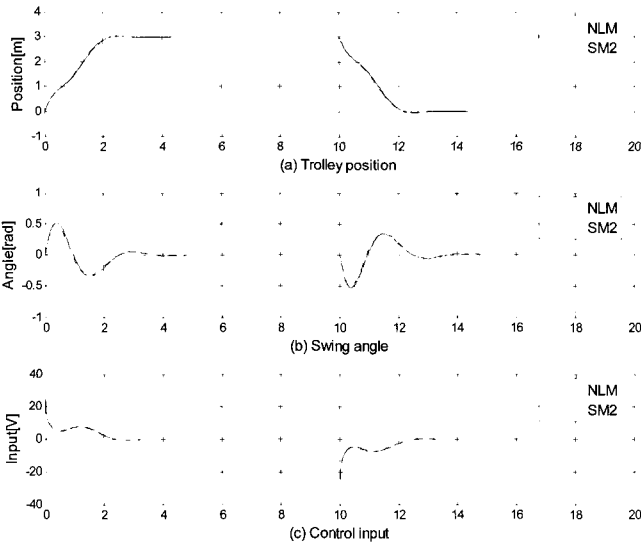 4
3
2
1
0
-1
Position[m]
NLM
SM2
0 2 4 6 8 10 12 14 16 18 20
(a) Trolley position
1
0.5
0
-0.5
-1
Angle[rad]
NLM
SM2
0 2 4 6 8 10 12 14 16 18 20
(b) Swing angle
40
20
0
-20
-40
Input[V]
NLM
SM2
0 2 4 6 8 10 12 14 16 18 20
(c) Control input